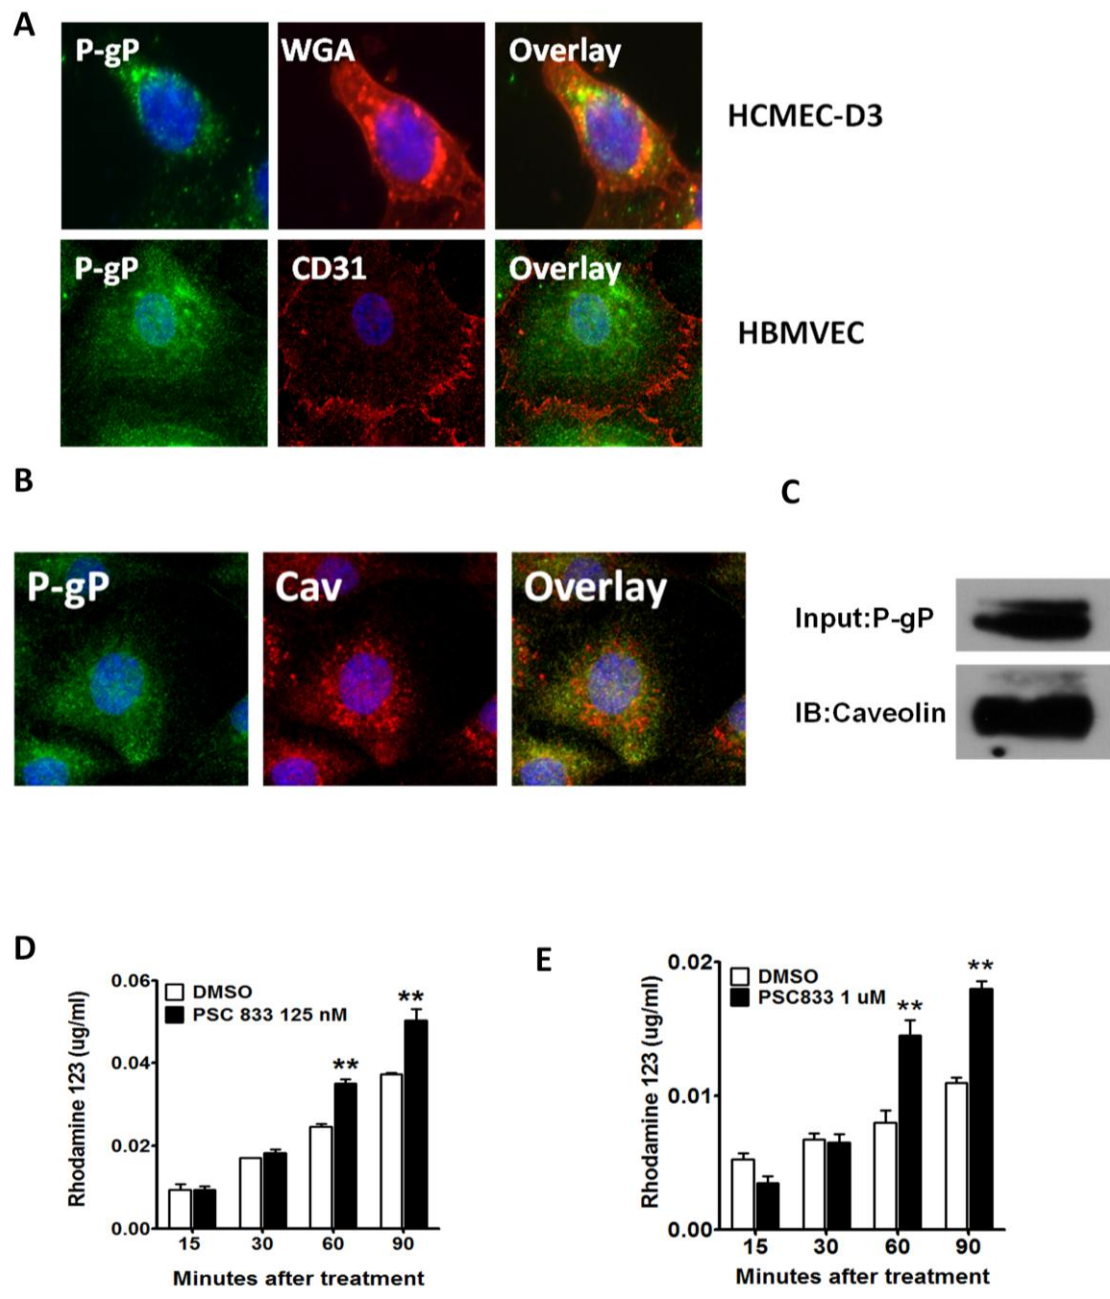 A
P-gP WGA Overlay
HCMEC-D3
P-gP CD31 Overlay
HBMVEC
B
C
P-gP Cav Overlay
Input:P-gP
IB:Caveolin
D
0.06
DMSO
PSC 833 125 nM
**
**
0.04
0.02
0.00
Rhodamine 123 (ug/ml)
15 30 60 90
Minutes after treatment
E
0.02
DMSO
PSC833 1 uM
**
**
0.01
0.00
Rhodamine 123 (ug/ml)
15 30 60 90
Minutes after treatment